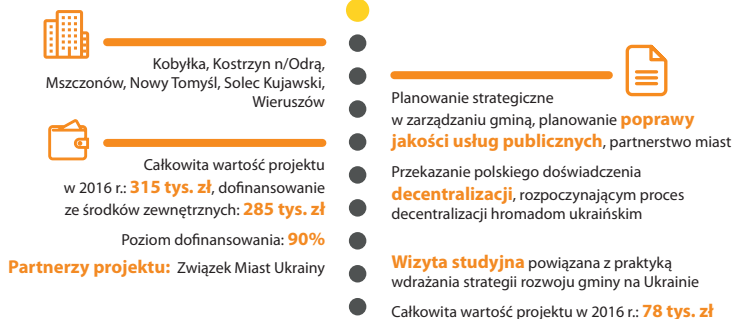 Kobyłka, Kostrzyn n/Odrą,
Mszczonów, Nowy Tomyśl, Solec Kujawski,
Wieruszów
Całkowita wartość projektu
w 2016 r.: 315 tys. zł, dofinansowanie
ze środków zewnętrznych: 285 tys. zł
Poziom dofinansowania: 90%
Partnerzy projektu: Związek Miast Ukrainy
Planowanie strategiczne
w zarządzaniu gminą, planowanie poprawy
jakości usług publicznych, partnerstwo miast
Przekazanie polskiego doświadczenia
decentralizacji, rozpoczynającym proces
decentralizacji hromadom ukraińskim
Wizyta studyjna powiązana z praktyką
wdrażania strategii rozwoju gminy na Ukrainie
Całkowita wartość projektu w 2016 r.: 78 tys. zł